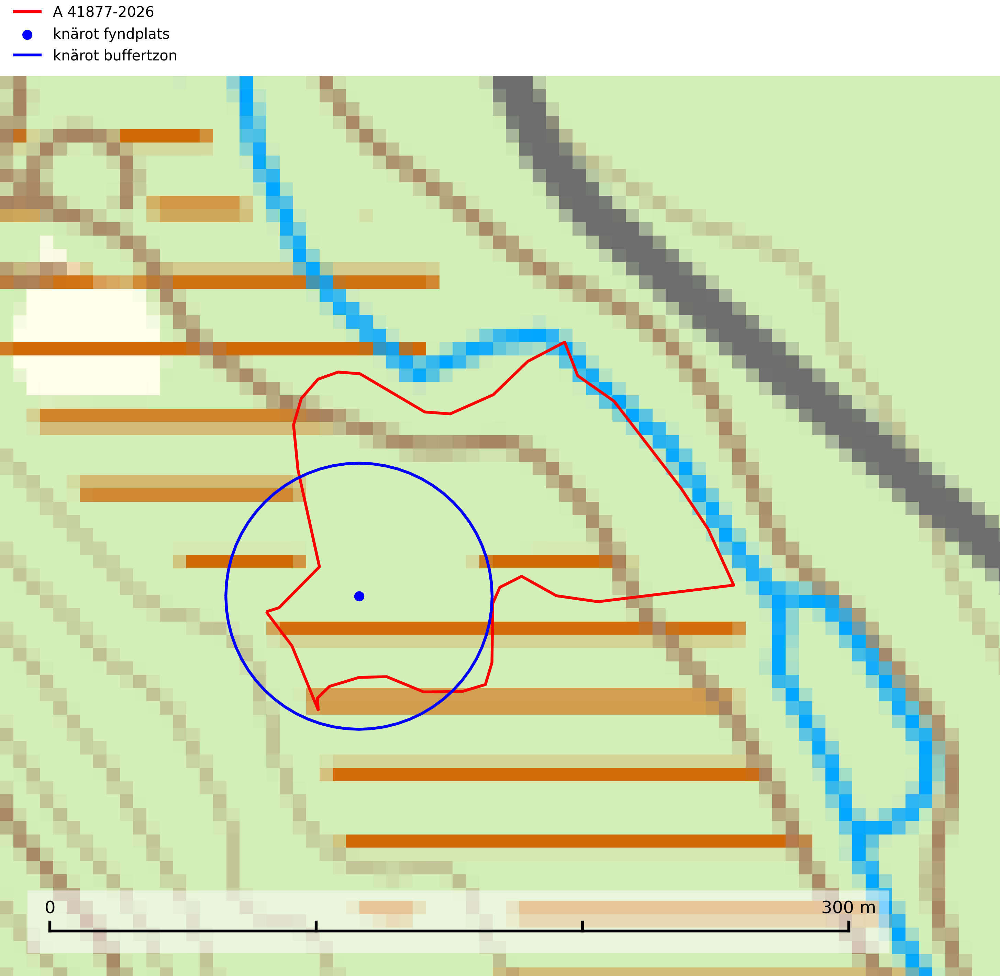 A 41877-2026
knärot fyndplats
knärot buffertzon
0 300 m